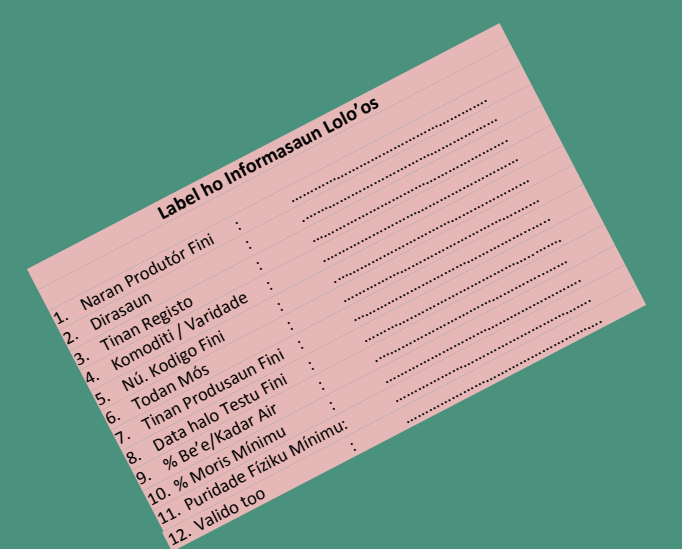 Label ho Informasaun Lolo'os
1. Naran Produtór Fini : ........................................
2. Dirasaun : ........................................
3. Tinan Registo : ........................................
4. Komoditi / Varidade : ........................................
5. Nú. Kodigo Fini : ........................................
6. Todan Mós : ........................................
7. Tinan Produsaun Fini : ........................................
8. Data halo Testu Fini : ........................................
9. % Be'e/Kadar Air : ........................................
10. % Moris Mínimu : ........................................
11. Puridade Fíziku Mínimu: ........................................
12. Valido too : ........................................